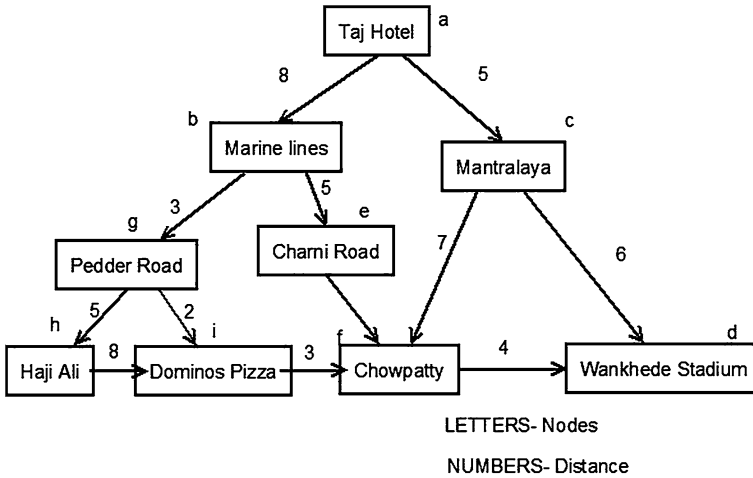 a
Taj Hotel
8
5
b
c
Marine lines
Mantralaya
3
5
g
e
Pedder Road
Charni Road
7
6
5
2
h
i
f
d
Haji Ali
8
Dominos Pizza
3
Chowpatty
4
Wankhede Stadium
LETTERS- Nodes
NUMBERS- Distance